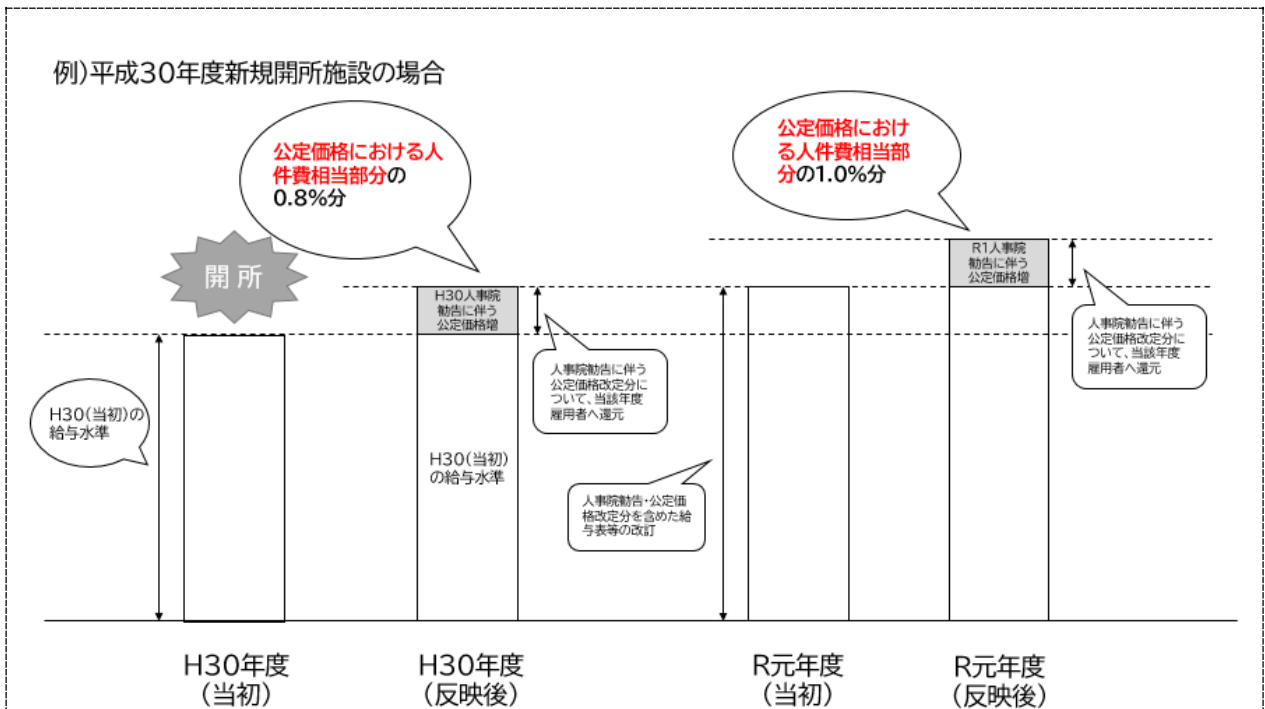 例)平成30年度新規開所施設の場合
公定価格における人
件費相当部分の
0.8%分
公定価格におけ
る人件費相当部
分の1.0%分
開所
H30人事院
勧告に伴う
公定価格増
R1人事院
勧告に伴う
公定価格増
人事院勧告に伴う
公定価格改定分に
ついて、当該年度
雇用者へ還元
人事院勧告に伴う
公定価格改定分に
ついて、当該年度
雇用者へ還元
H30(当初)の
給与水準
H30(当初)
の給与水準
人事院勧告・公定価
格改定分を含めた給
与表等の改訂
H30年度
(当初)
H30年度
(反映後)
R元年度
(当初)
R元年度
(反映後)